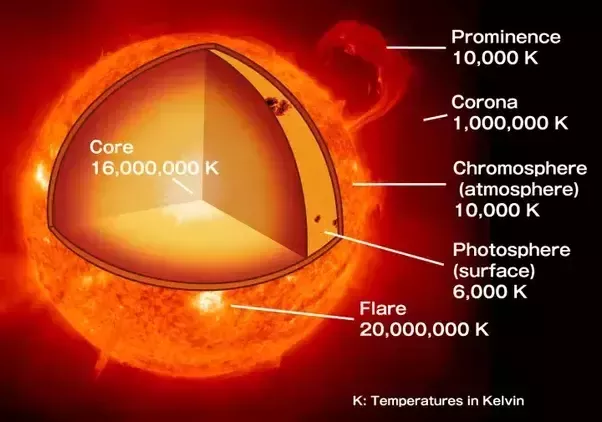 Prominence
10,000 K
Corona
1,000,000 K
Core
16,000,000 K
Chromosphere
(atmosphere)
10,000 K
Photosphere
(surface)
6,000 K
Flare
20,000,000 K
K: Temperatures in Kelvin